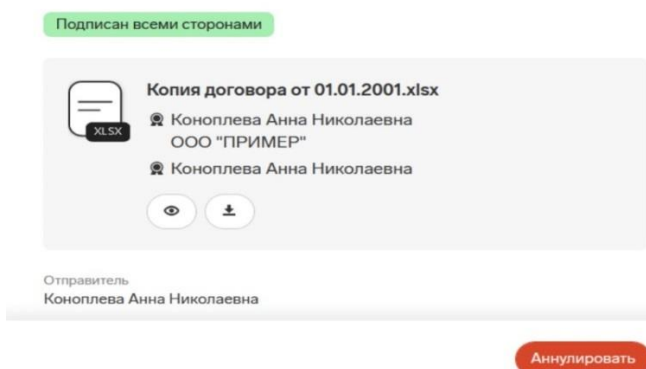 Подписан всеми сторонами
Копия договора от 01.01.2001.xlsx
XLSX
Коноплева Анна Николаевна
ООО "ПРИМЕР"
Коноплева Анна Николаевна
Отправитель
Коноплева Анна Николаевна
Аннулировать